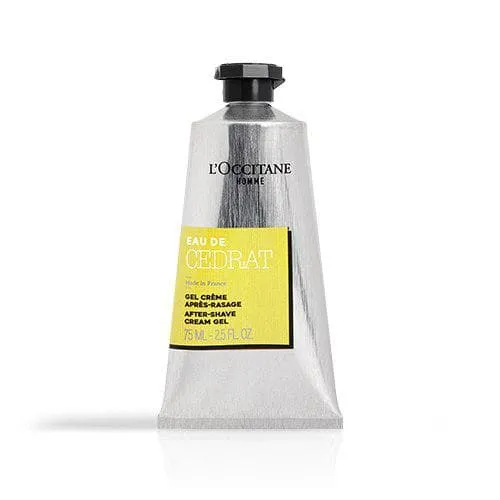 L'OCCITANE
HOMME
EAU DE
CEDRAT
Made in France
GEL CRÈME
APRÈS-RASAGE
AFTER-SHAVE
CREAM GEL
75 ML - 2.5 FL. OZ.